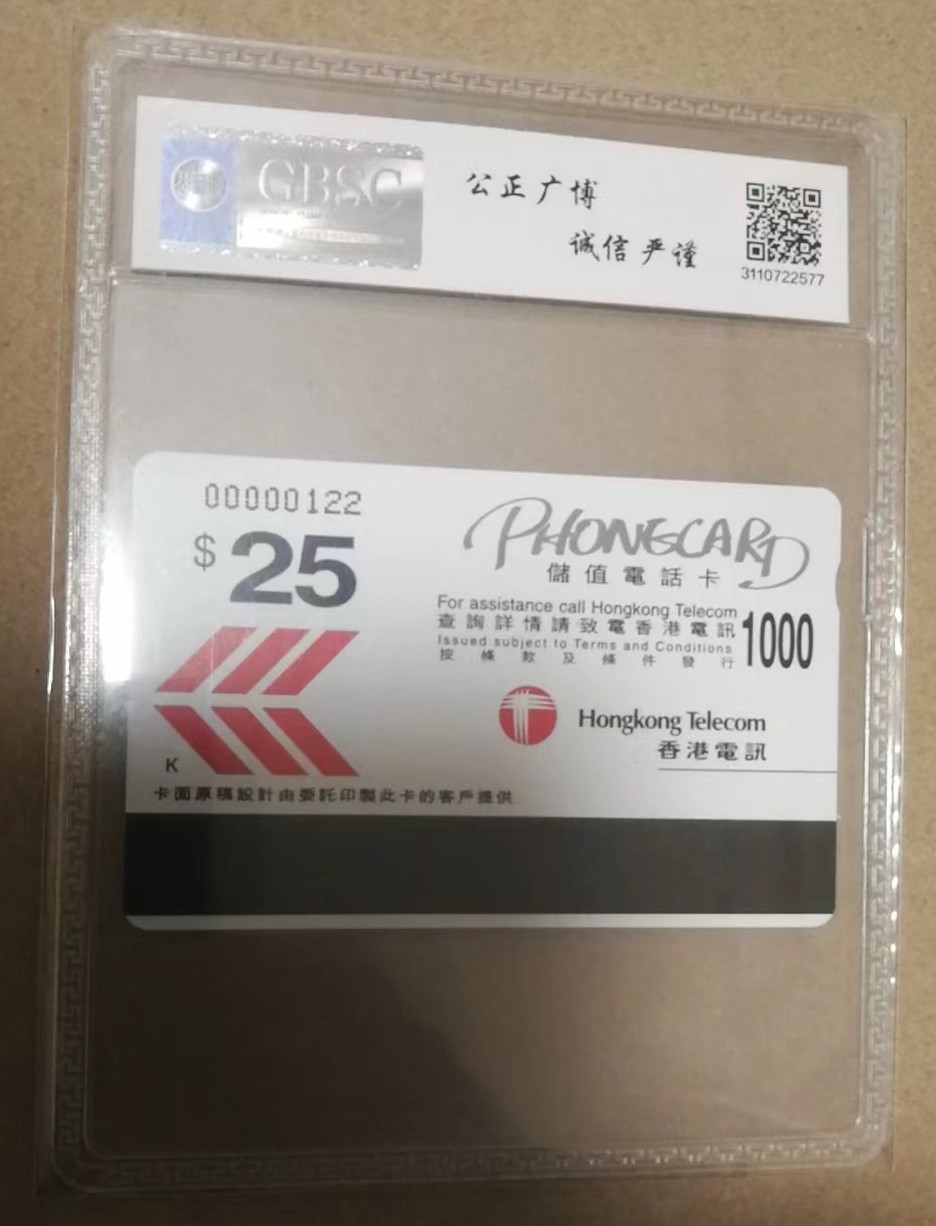 GBSC
公正广博
诚信严谨
3110722577
00000122
$25
PHONECARD
儲值電話卡
For assistance call Hongkong Telecom
查詢詳情請致電香港電訊
Issued subject to Terms and Conditions
按條款及條件發行
1000
Hongkong Telecom
香港電訊
K
卡面原稿設計由委託印製此卡的客戶提供